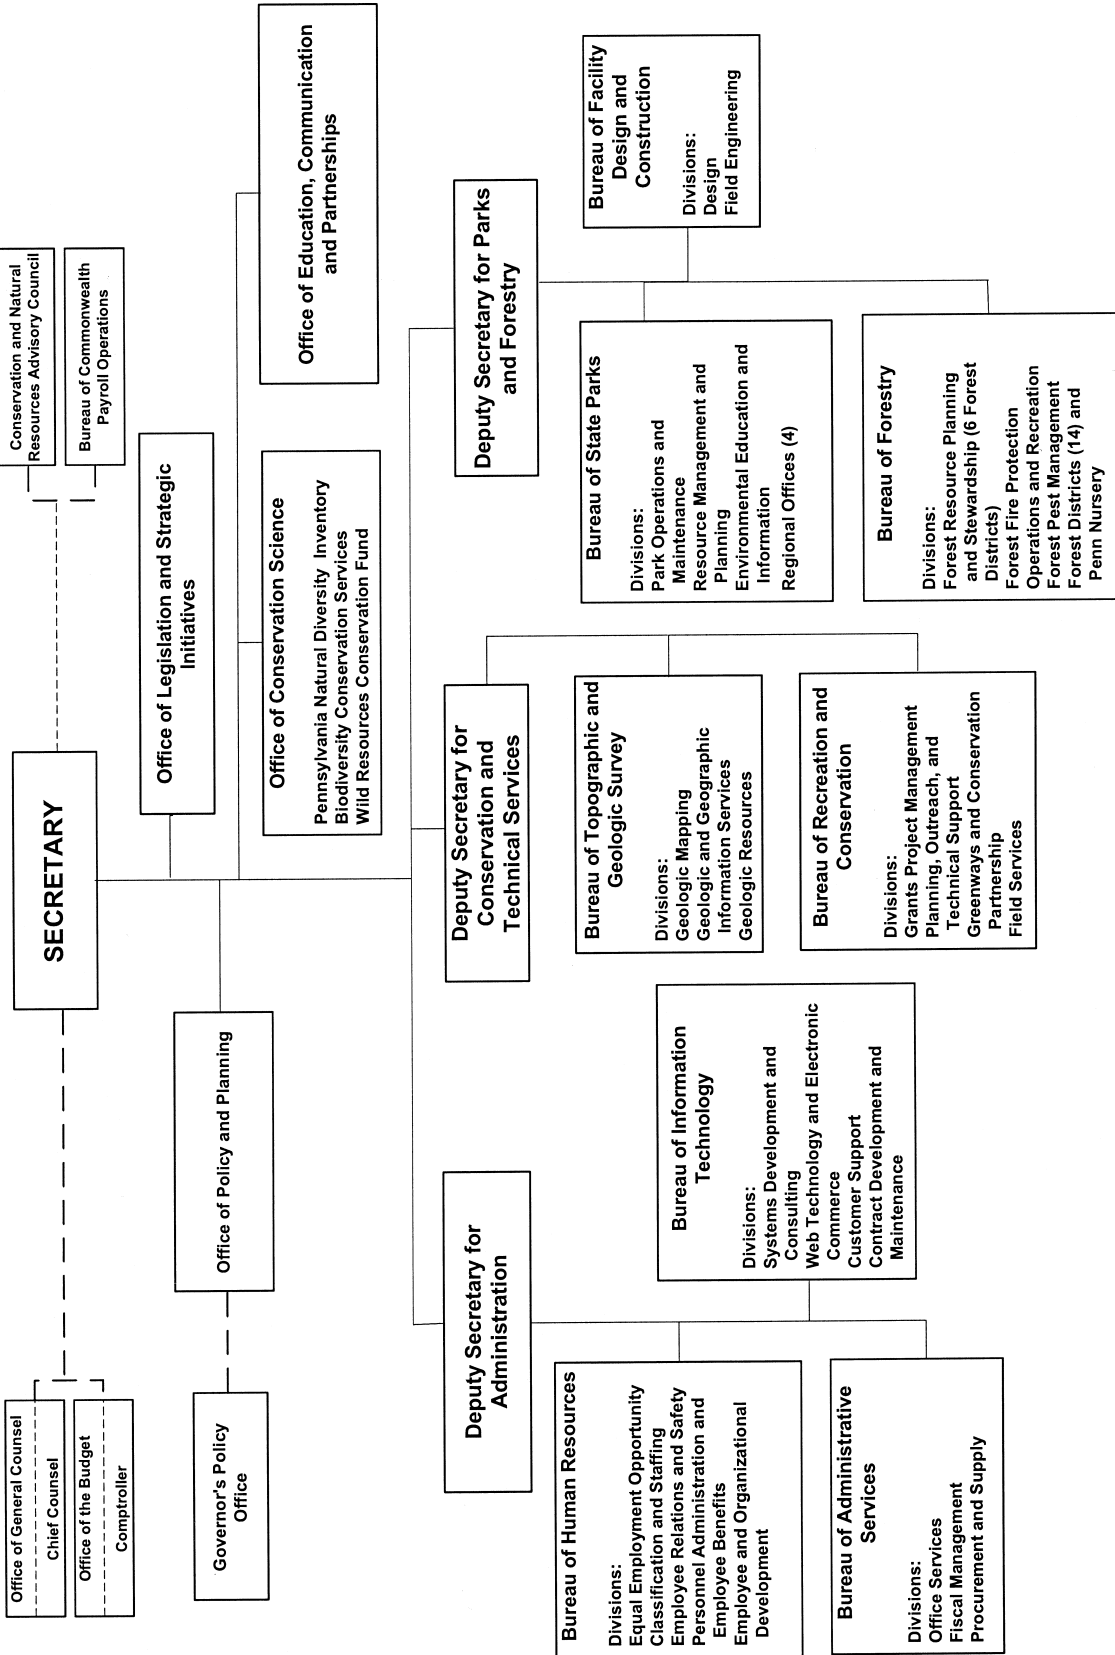 Office of General Counsel
Chief Counsel
Office of the Budget
Comptroller
SECRETARY
Conservation and Natural
Resources Advisory Council
Bureau of Commonwealth
Payroll Operations
Governor's Policy
Office
Office of Policy and Planning
Office of Legislation and Strategic
Initiatives
Office of Conservation Science
Pennsylvania Natural Diversity Inventory
Biodiversity Conservation Services
Wild Resources Conservation Fund
Office of Education, Communication
and Partnerships
Deputy Secretary for
Administration
Deputy Secretary for
Conservation and
Technical Services
Deputy Secretary for Parks
and Forestry
Bureau of Human Resources
Divisions:
Equal Employment Opportunity
Classification and Staffing
Employee Relations and Safety
Personnel Administration and
Employee Benefits
Employee and Organizational
Development
Bureau of Information
Technology
Divisions:
Systems Development and
Consulting
Web Technology and Electronic
Commerce
Customer Support
Contract Development and
Maintenance
Bureau of Administrative
Services
Divisions:
Office Services
Fiscal Management
Procurement and Supply
Bureau of Topographic and
Geologic Survey
Divisions:
Geologic Mapping
Geologic and Geographic
Information Services
Geologic Resources
Bureau of Recreation and
Conservation
Divisions:
Grants Project Management
Planning, Outreach, and
Technical Support
Greenways and Conservation
Partnership
Field Services
Bureau of State Parks
Divisions:
Park Operations and
Maintenance
Resource Management and
Planning
Environmental Education and
Information
Regional Offices (4)
Bureau of Facility
Design and
Construction
Divisions:
Design
Field Engineering
Bureau of Forestry
Divisions:
Forest Resource Planning
and Stewardship (6 Forest
Districts)
Forest Fire Protection
Operations and Recreation
Forest Pest Management
Forest Districts (14) and
Penn Nursery